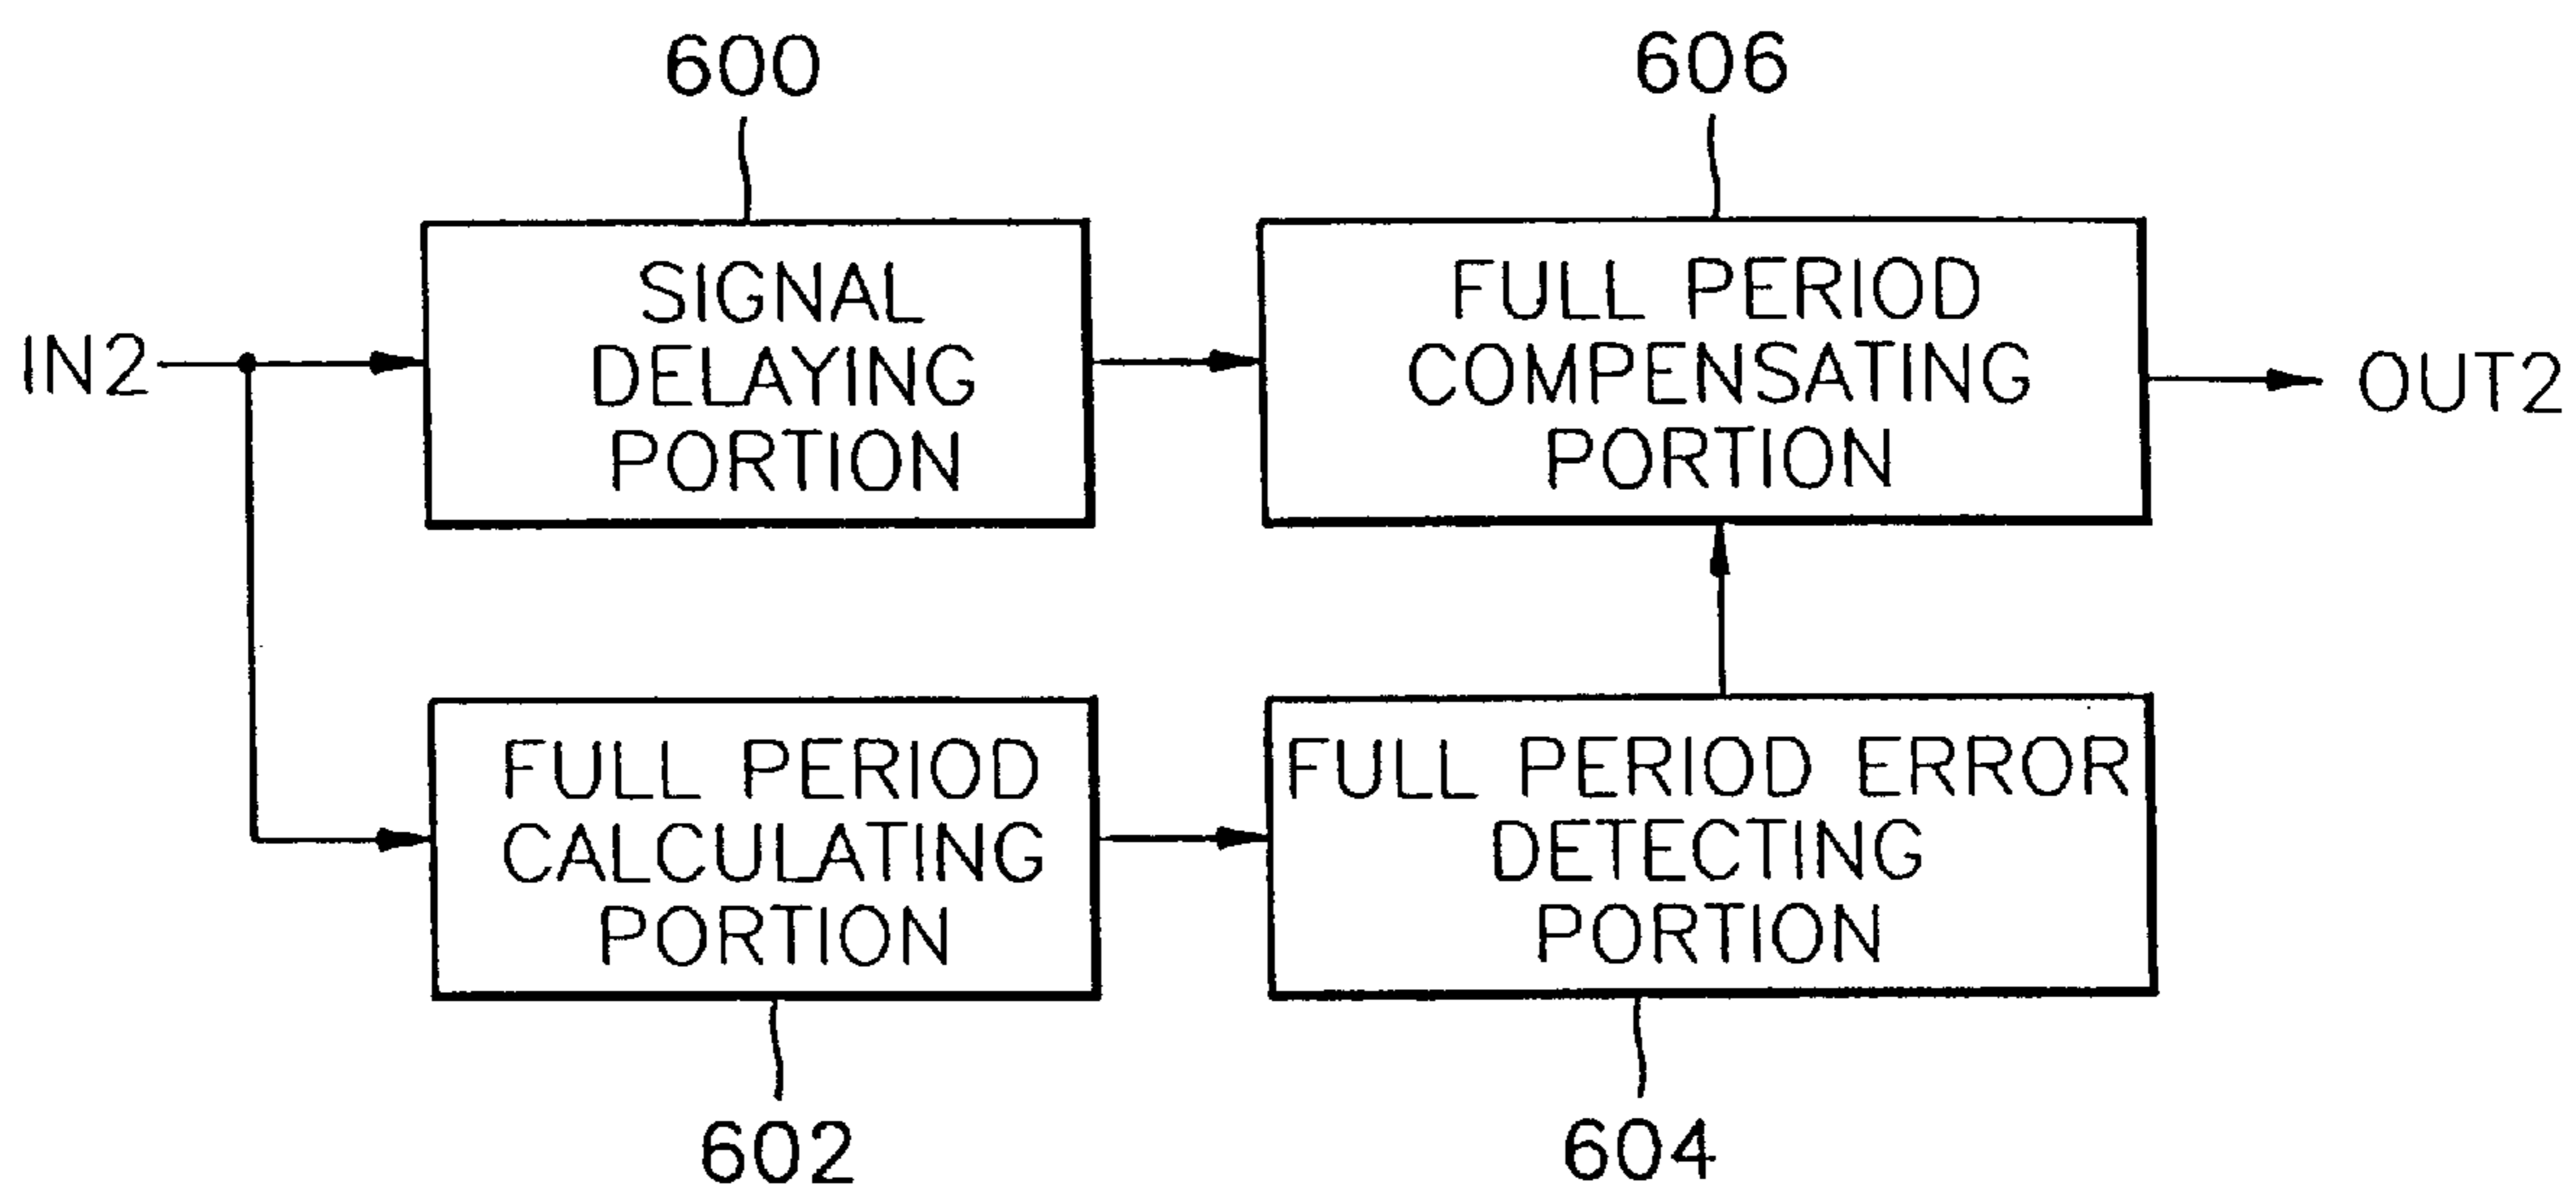 600
606
IN2
SIGNAL
DELAYING
PORTION
FULL PERIOD
COMPENSATING
PORTION
OUT2
FULL PERIOD
CALCULATING
PORTION
FULL PERIOD ERROR
DETECTING
PORTION
602
604